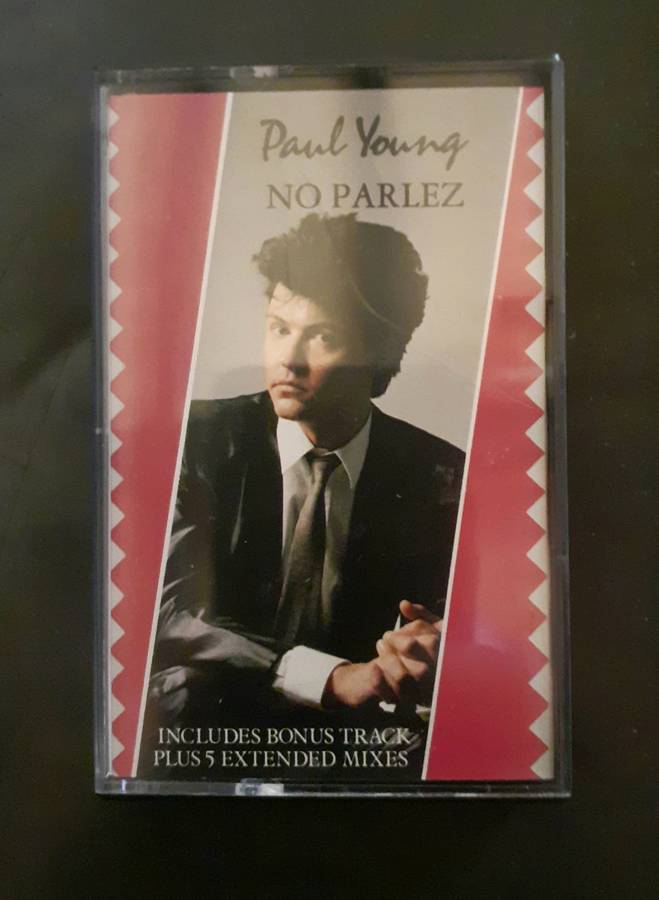 Paul Young
NO PARLEZ
INCLUDES BONUS TRACK
PLUS 5 EXTENDED MIXES